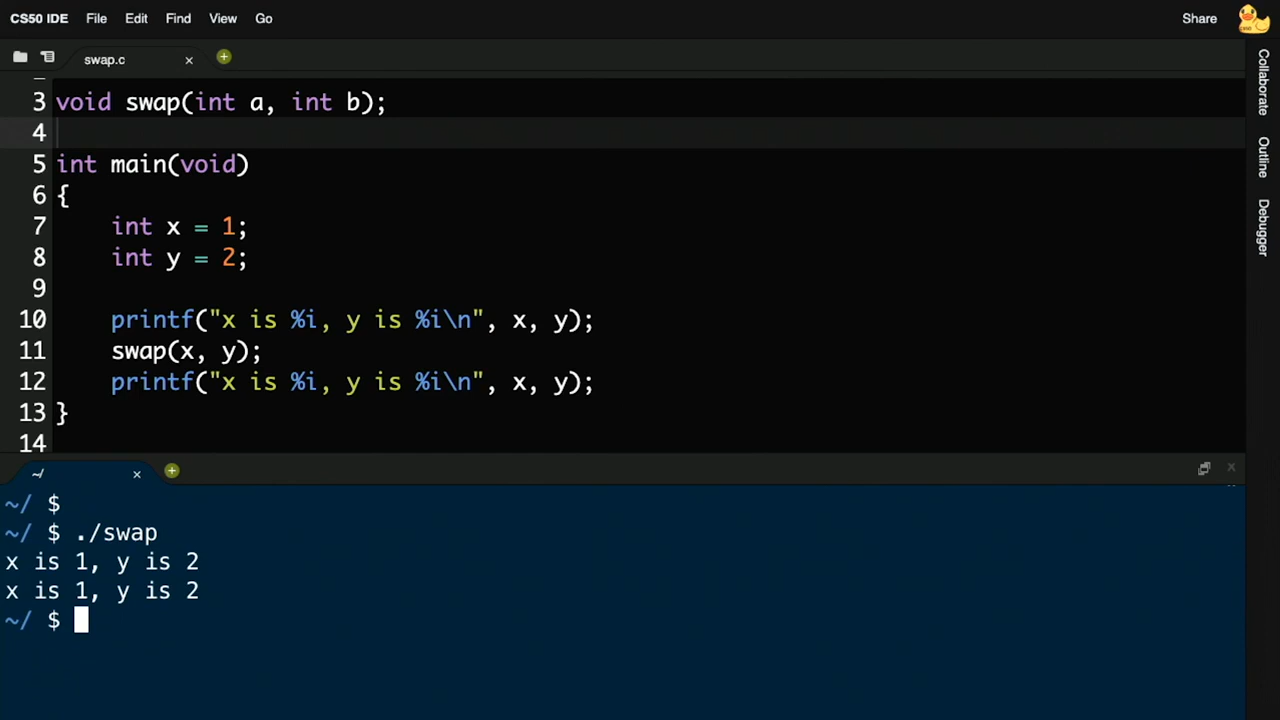 CS50 IDE File Edit Find View Go Share
swap.c
3 void swap(int a, int b);
4
5 int main(void)
6 {
7     int x = 1;
8     int y = 2;
9
10     printf("x is %i, y is %i\n", x, y);
11     swap(x, y);
12     printf("x is %i, y is %i\n", x, y);
13 }
14
Collaborate
Outline
Debugger
~/
~/ $
~/ $ ./swap
x is 1, y is 2
x is 1, y is 2
~/ $